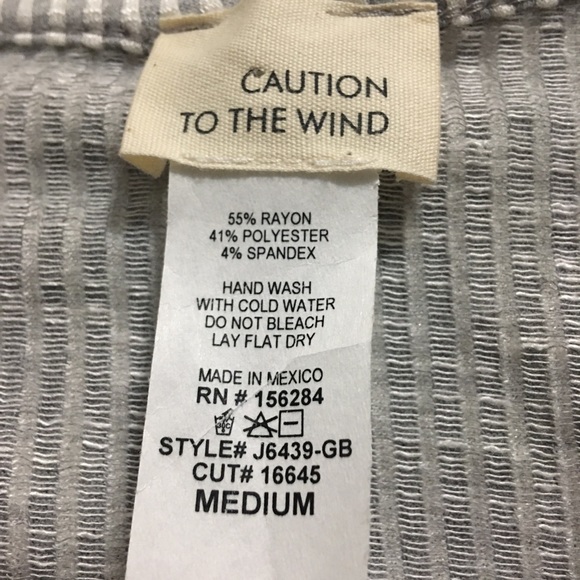 CAUTION
TO THE WIND
55% RAYON
41% POLYESTER
4% SPANDEX
HAND WASH
WITH COLD WATER
DO NOT BLEACH
LAY FLAT DRY
MADE IN MEXICO
RN # 156284
STYLE# J6439-GB
CUT# 16645
MEDIUM